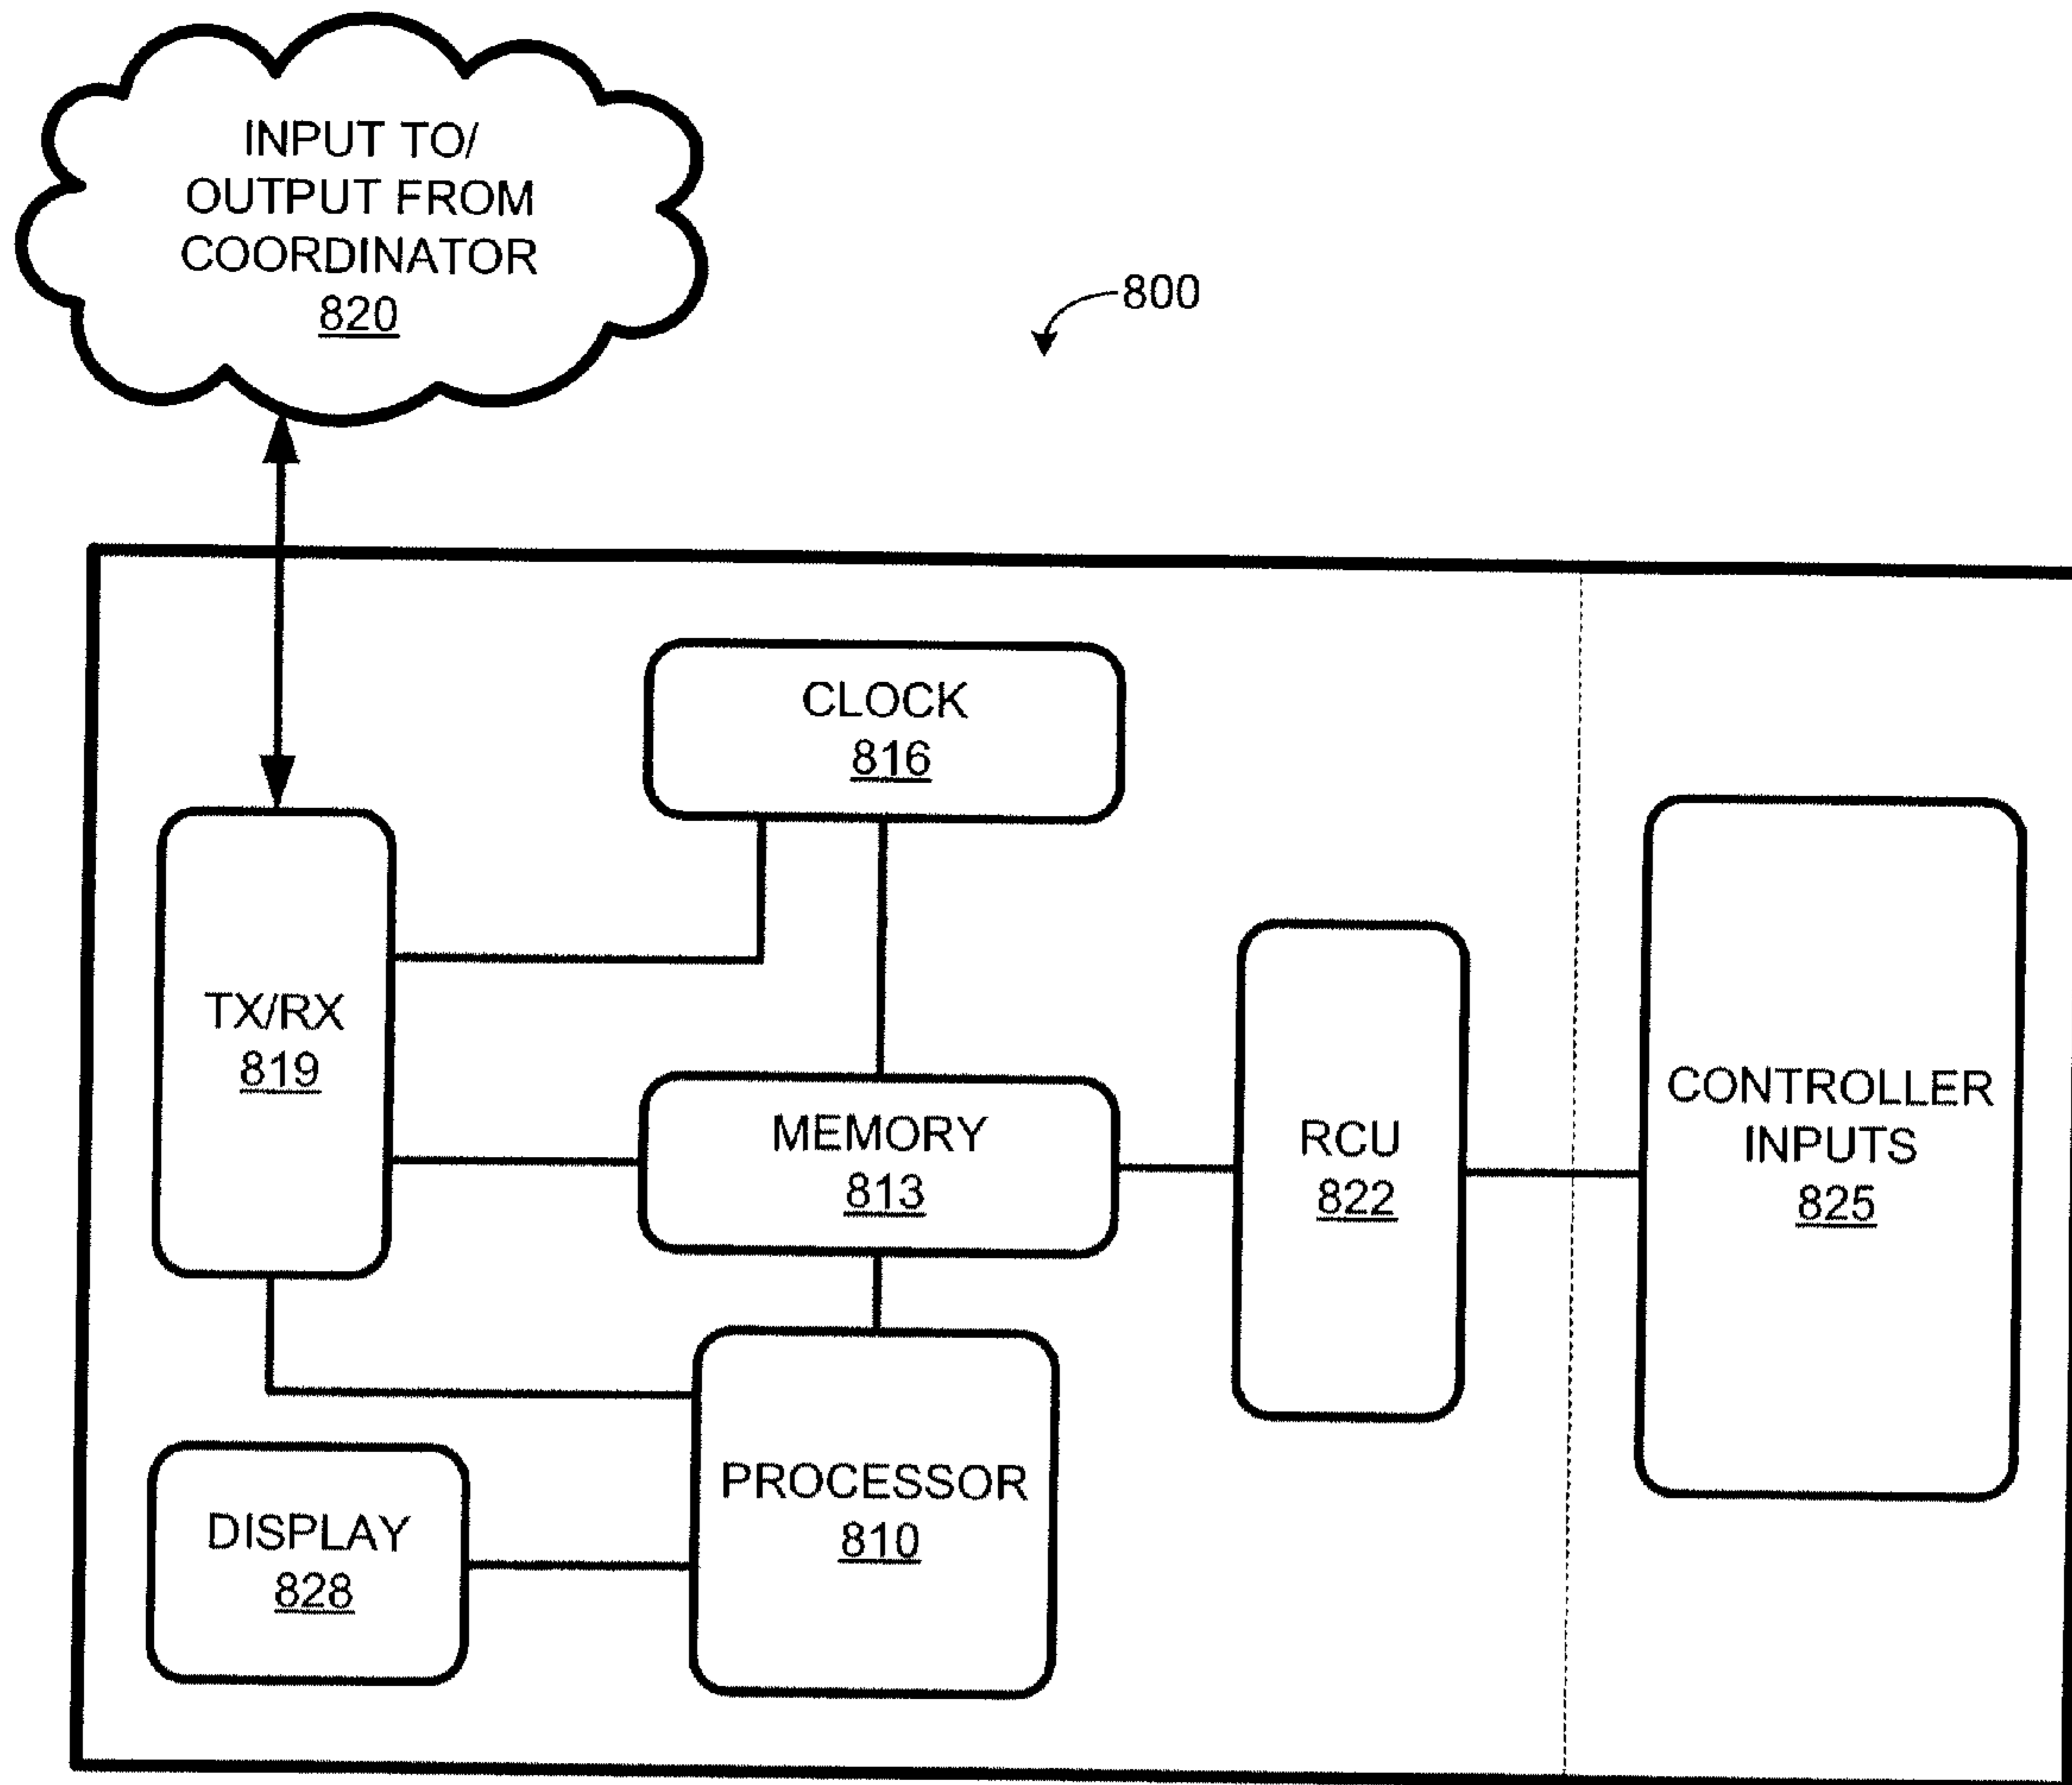 INPUT TO/
OUTPUT FROM
COORDINATOR
820
800
CLOCK
816
TX/RX
819
MEMORY
813
RCU
822
CONTROLLER
INPUTS
825
PROCESSOR
810
DISPLAY
828